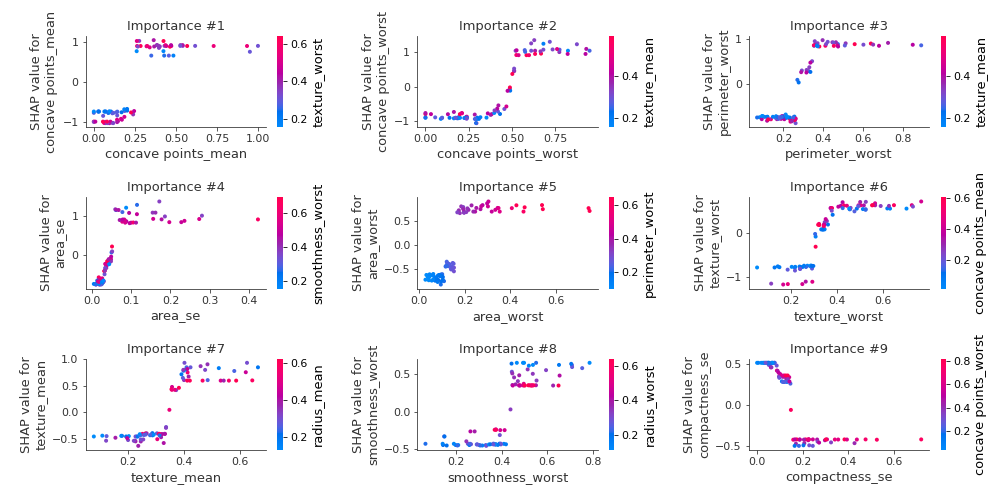 Importance #1
SHAP value for
concave points_mean
1
0
−1
0.00 0.25 0.50 0.75 1.00
concave points_mean
0.6
0.4
0.2
texture_worst
Importance #2
SHAP value for
concave points_worst
1
0
−1
0.00 0.25 0.50 0.75
concave points_worst
0.4
0.2
texture_mean
Importance #3
SHAP value for
perimeter_worst
1
0
0.2 0.4 0.6 0.8
perimeter_worst
0.4
0.2
texture_mean
Importance #4
SHAP value for
area_se
1
0
0.0 0.1 0.2 0.3 0.4
area_se
0.6
0.4
0.2
smoothness_worst
Importance #5
SHAP value for
area_worst
0.5
0.0
−0.5
0.0 0.2 0.4 0.6
area_worst
0.6
0.4
0.2
perimeter_worst
Importance #6
SHAP value for
texture_worst
0
−1
0.2 0.4 0.6
texture_worst
0.6
0.4
0.2
concave points_mean
Importance #7
SHAP value for
texture_mean
1.0
0.5
0.0
−0.5
0.2 0.4 0.6
texture_mean
0.6
0.4
0.2
radius_mean
Importance #8
SHAP value for
smoothness_worst
0.5
0.0
−0.5
0.2 0.4 0.6 0.8
smoothness_worst
0.6
0.4
0.2
radius_worst
Importance #9
SHAP value for
compactness_se
0.5
0.0
−0.5
0.0 0.2 0.4 0.6
compactness_se
0.8
0.6
0.4
0.2
concave points_worst